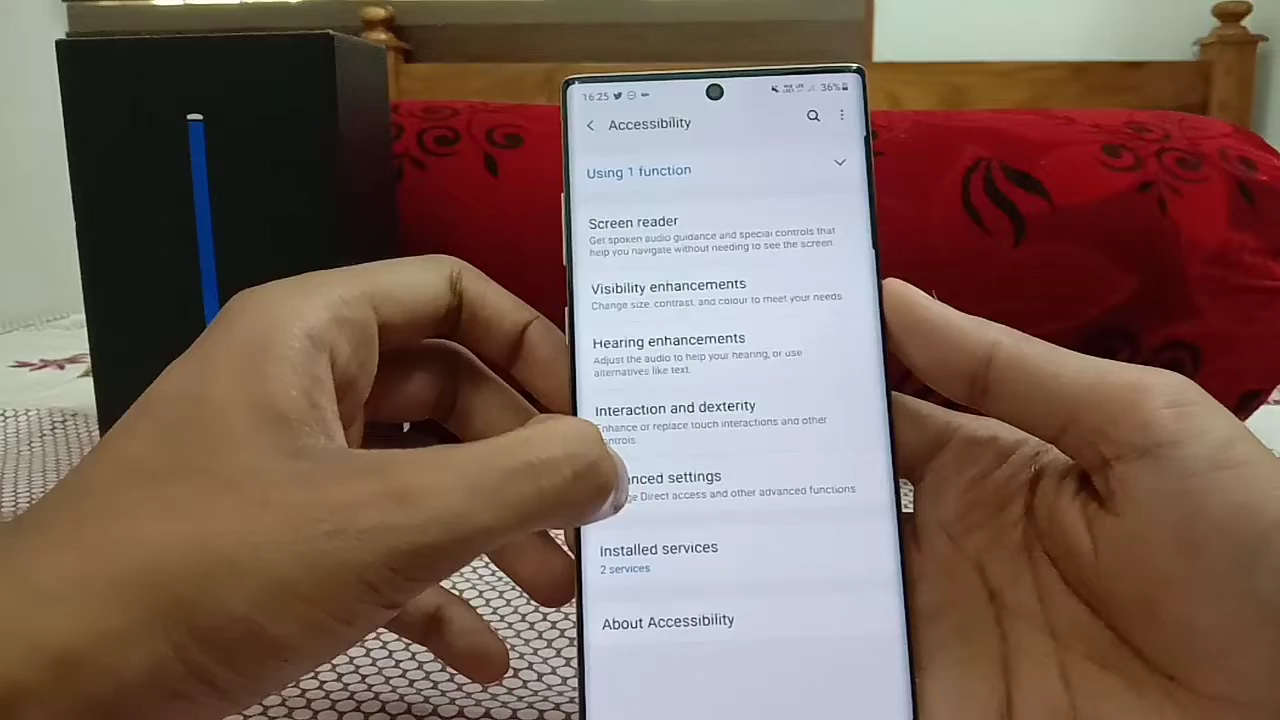 16:25
36%
Accessibility
Using 1 function
Screen reader
Get spoken audio guidance and special controls that
help you navigate without needing to see the screen.
Visibility enhancements
Change size, contrast, and colour to meet your needs.
Hearing enhancements
Adjust the audio to help your hearing, or use
alternatives like text.
Interaction and dexterity
Enhance or replace touch interactions and other
ontrols.
nced settings
ge Direct access and other advanced functions
Installed services
2 services
About Accessibility